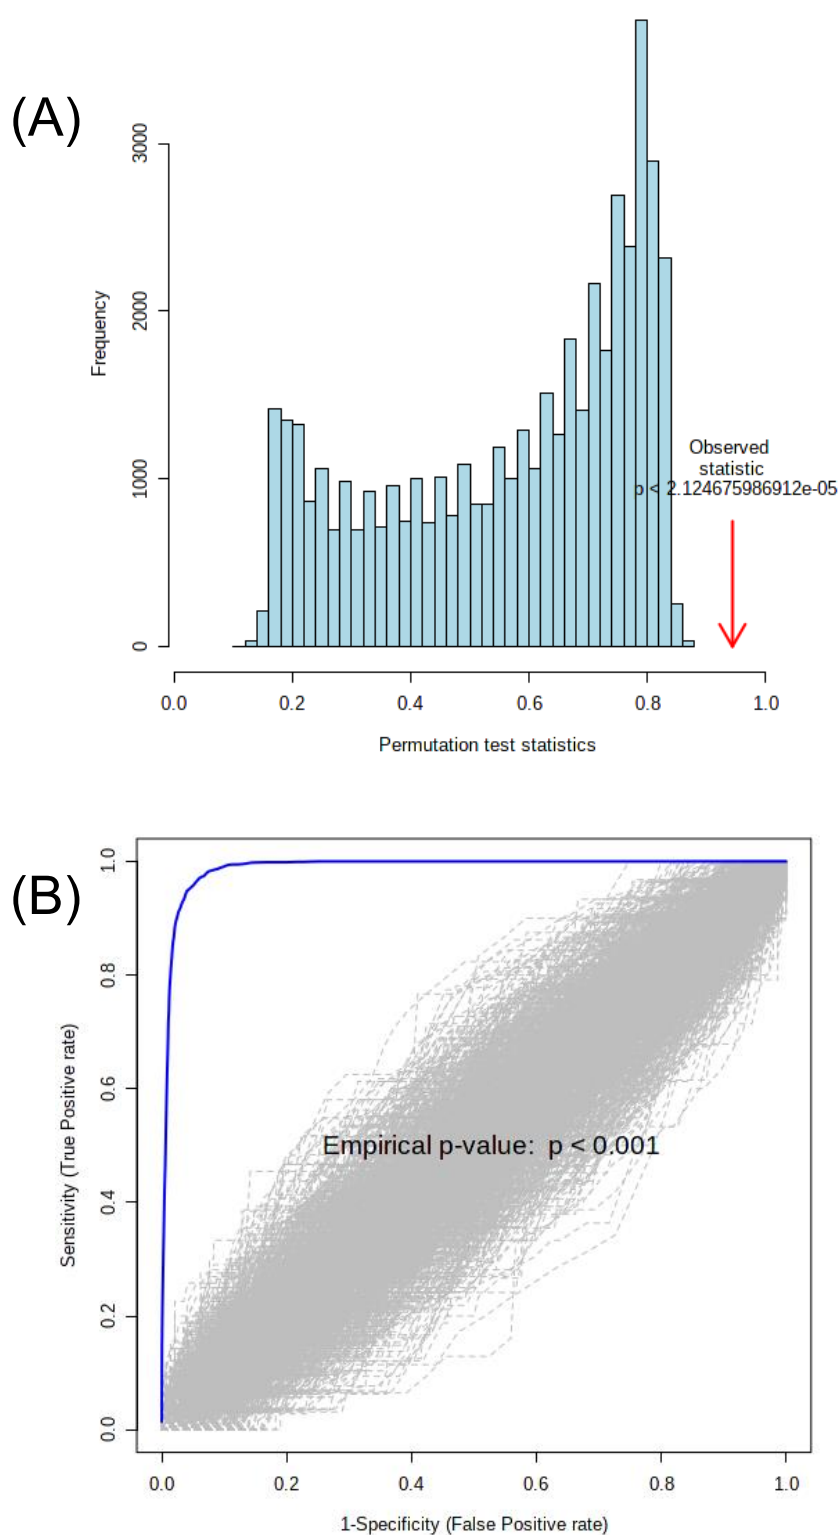 (A)
3000
2000
1000
0
Frequency
Observed
statistic
p < 2.124675986912e-05
0.0 0.2 0.4 0.6 0.8 1.0
Permutation test statistics
(B)
1.0
0.8
0.6
0.4
0.2
0.0
Sensitivity (True Positive rate)
Empirical p-value: p < 0.001
0.0 0.2 0.4 0.6 0.8 1.0
1-Specificity (False Positive rate)